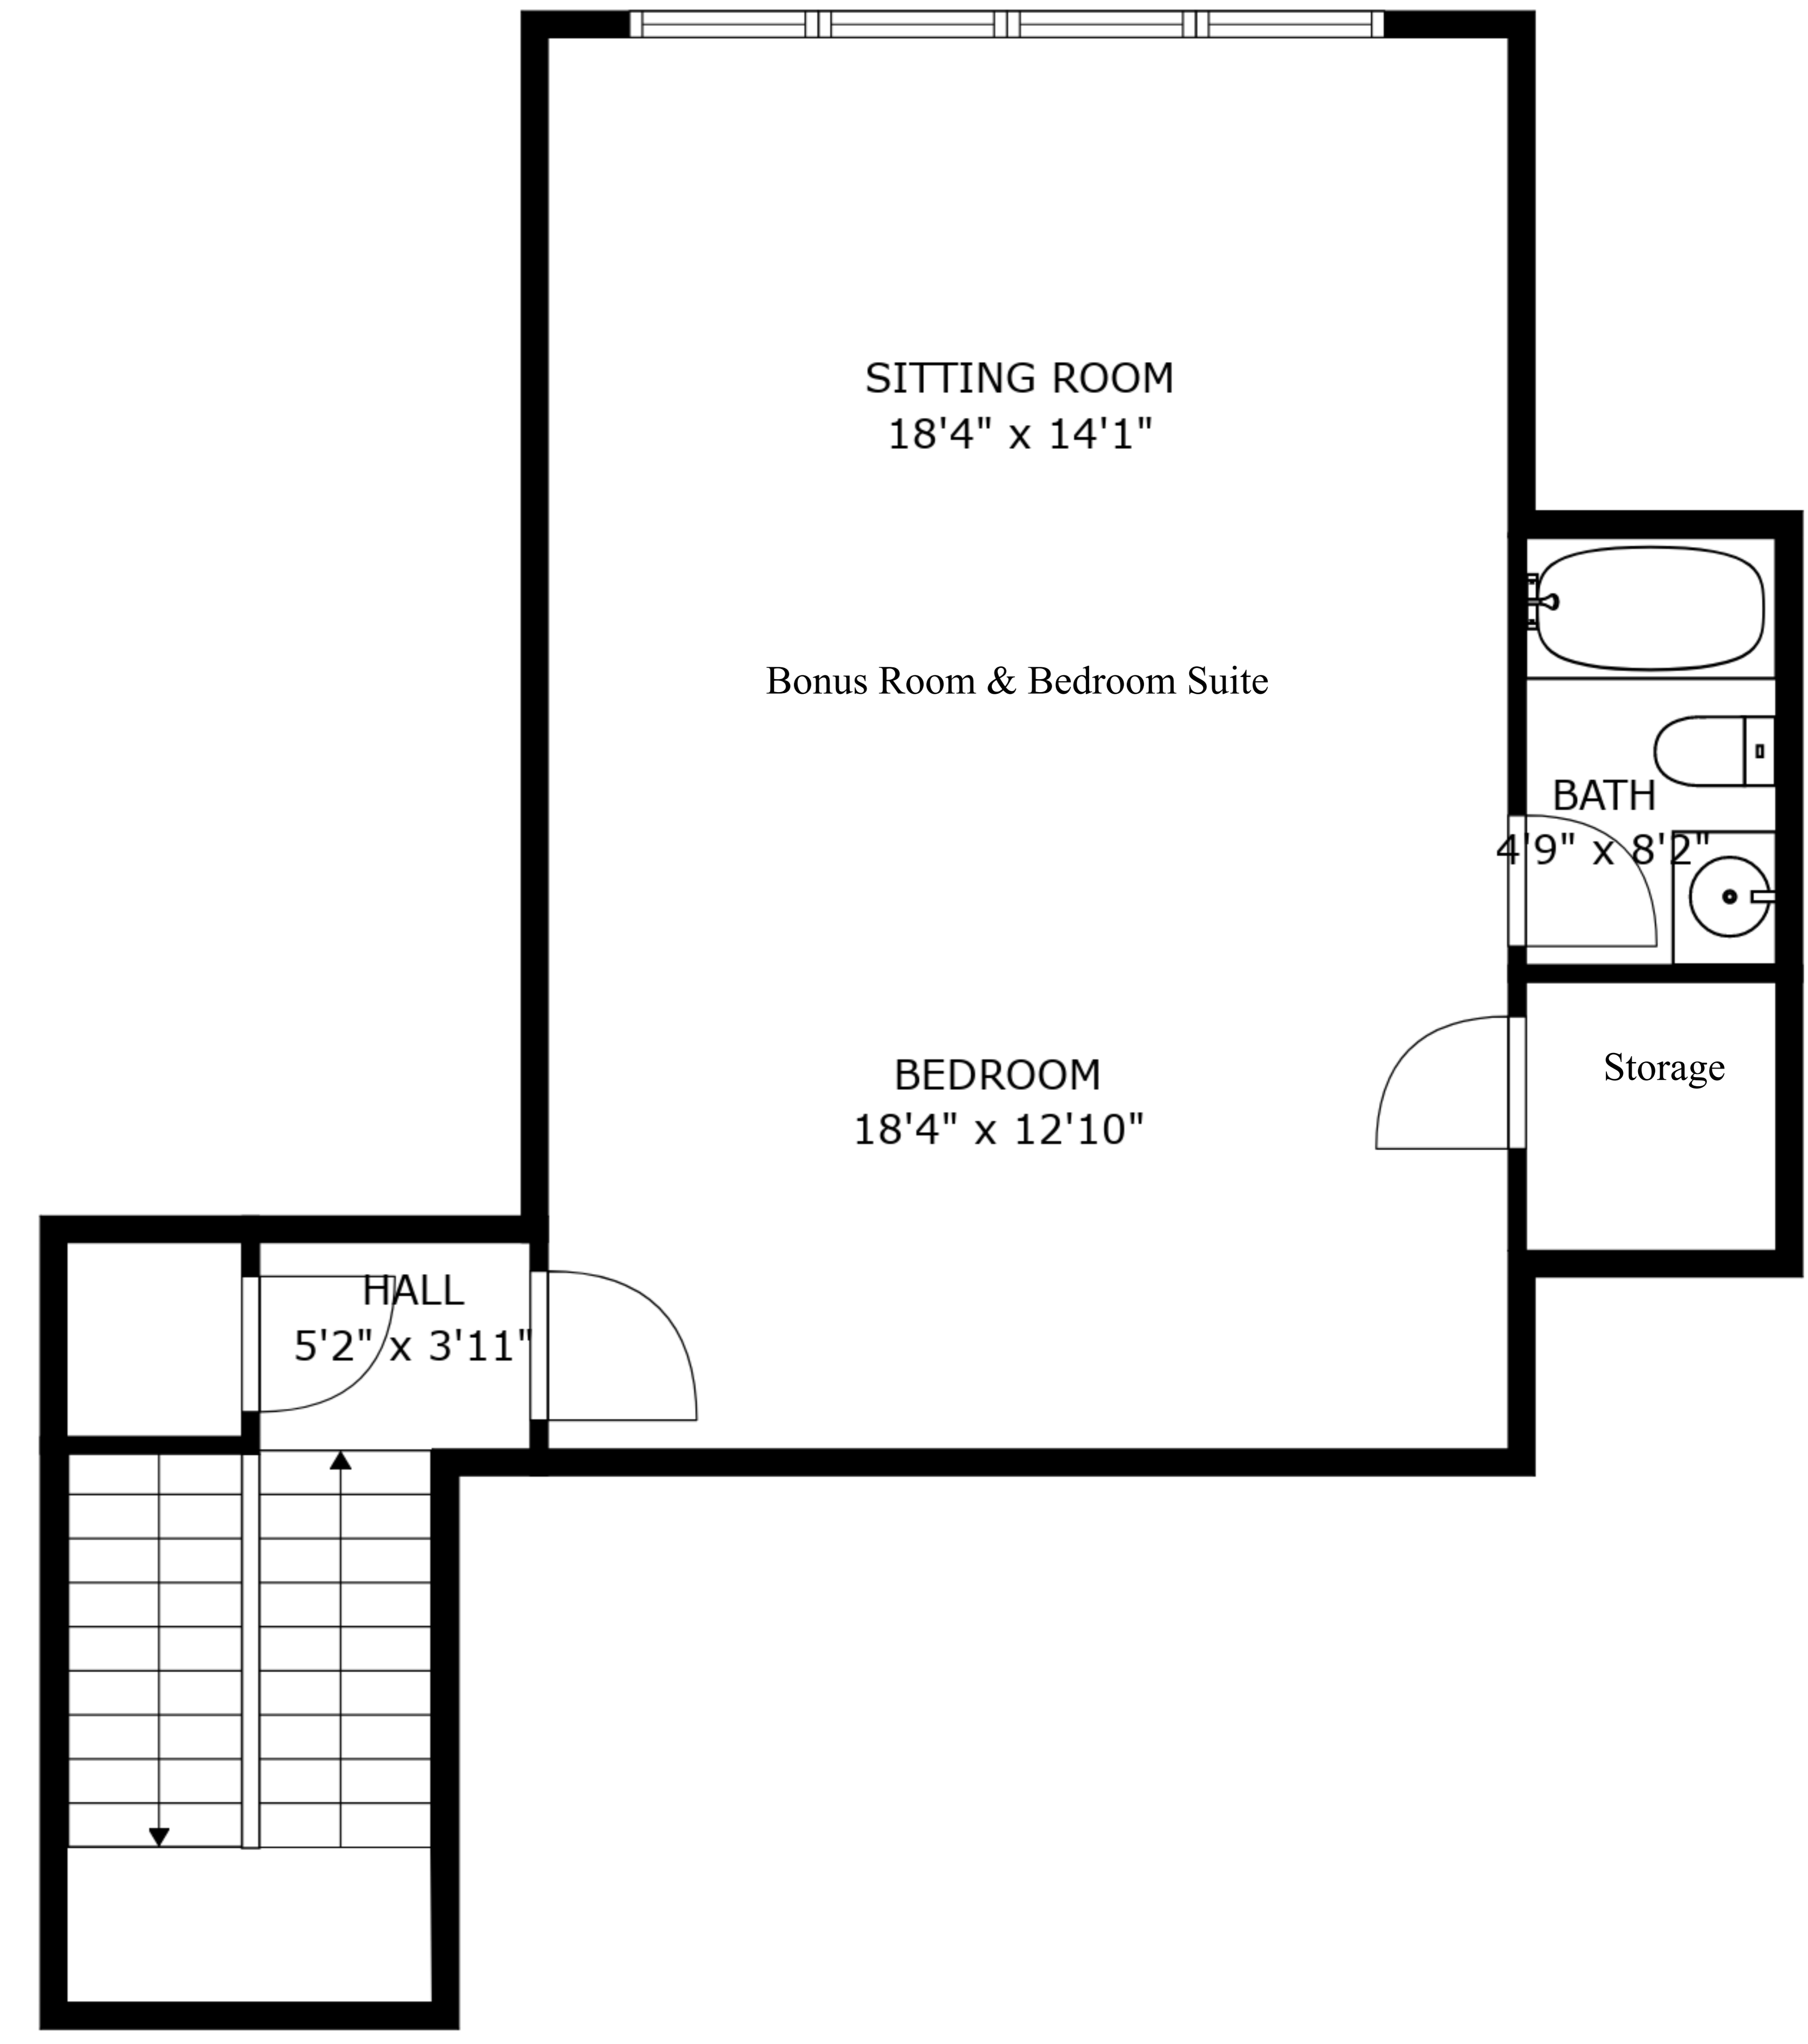 SITTING ROOM
18'4" x 14'1"
Bonus Room & Bedroom Suite
BATH
4'9" x 8'2"
BEDROOM
18'4" x 12'10"
Storage
HALL
5'2" x 3'11"